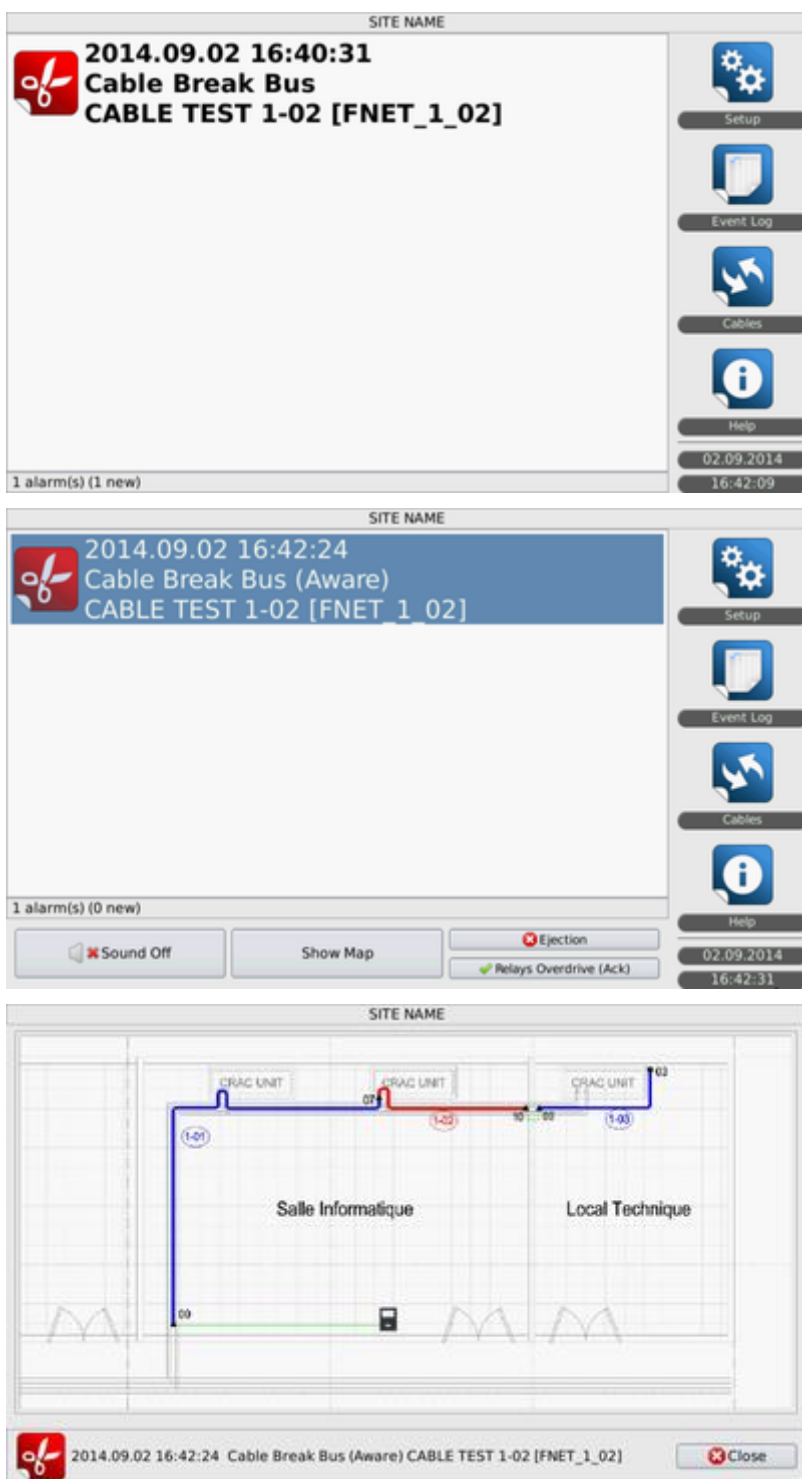 SITE NAME
2014.09.02 16:40:31
Cable Break Bus
CABLE TEST 1-02 [FNET_1_02]
Setup
Event Log
Cables
Help
02.09.2014
1 alarm(s) (1 new)
16:42:09
SITE NAME
2014.09.02 16:42:24
Cable Break Bus (Aware)
CABLE TEST 1-02 [FNET_1_02]
Setup
Event Log
Cables
Help
1 alarm(s) (0 new)
Sound Off
Show Map
Ejection
Relays Overdrive (Ack)
02.09.2014
16:42:31
SITE NAME
CRAC UNIT
CRAC UNIT
CRAC UNIT
07
10
00
1-01
1-02
1-03
Salle Informatique
Local Technique
00
2014.09.02 16:42:24 Cable Break Bus (Aware) CABLE TEST 1-02 [FNET_1_02]
Close